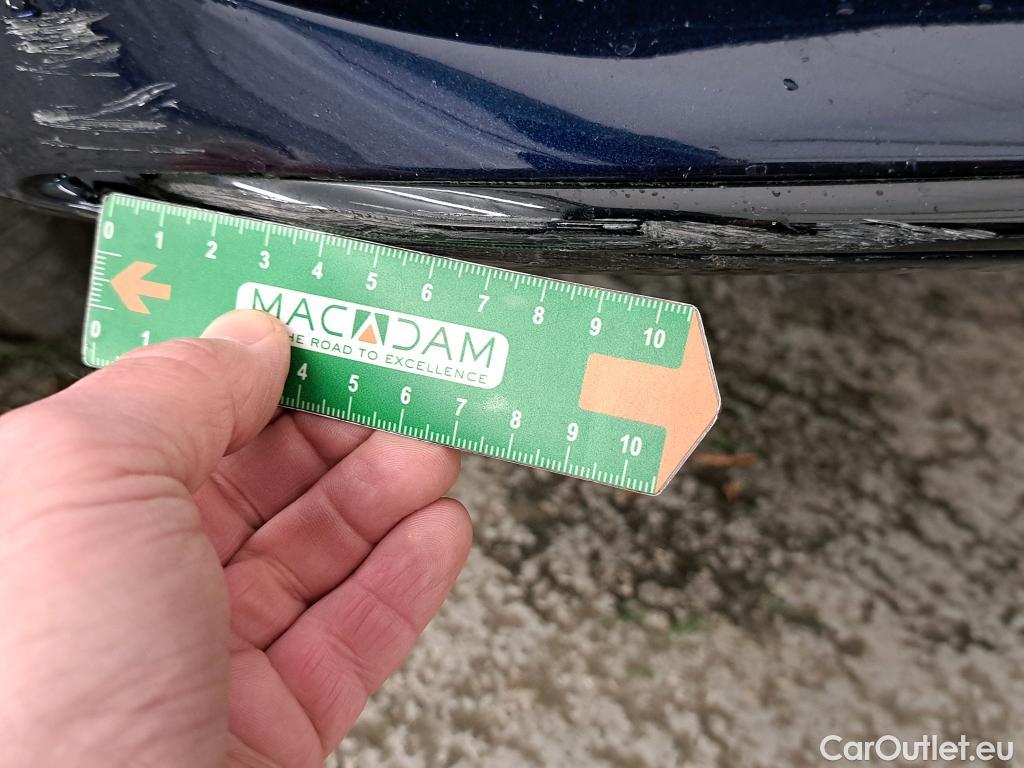 0 1 2 3 4 5 6 7 8 9 10
MACADAM
HE ROAD TO EXCELLENCE
0 1 4 5 6 7 8 9 10
CarOutlet.eu